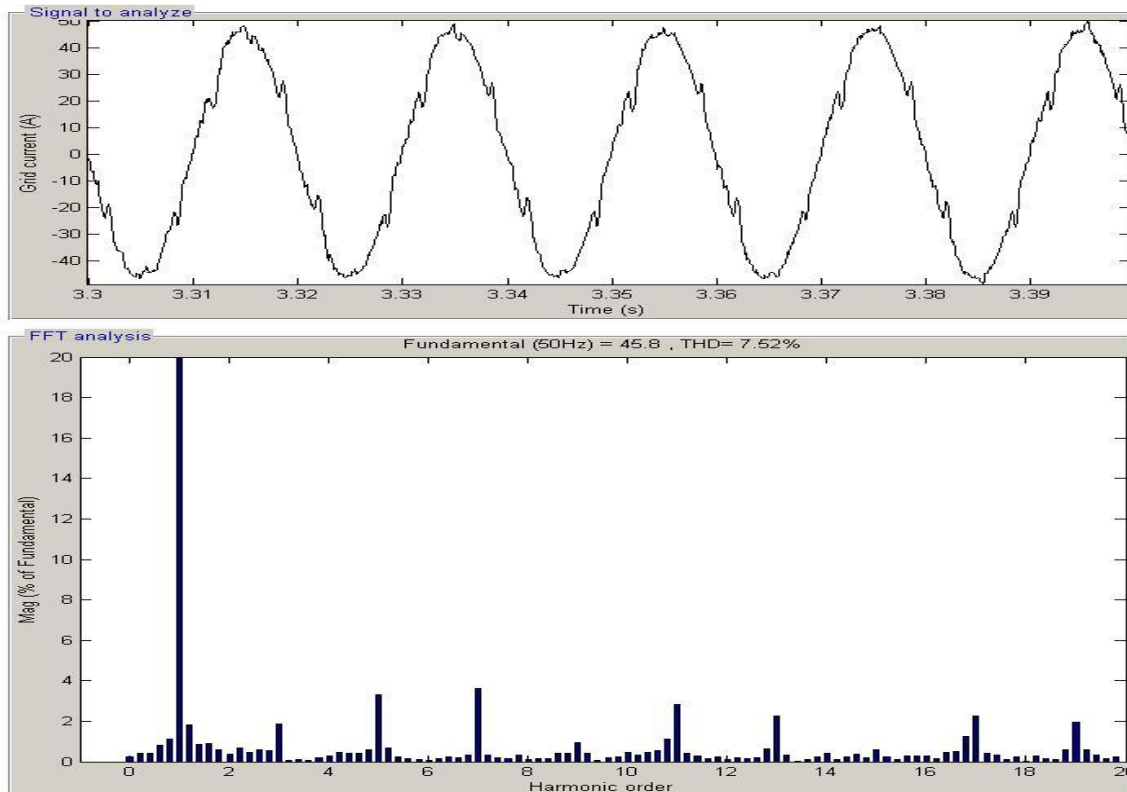 Signal to analyze
50
40
30
20
10
0
-10
-20
-30
-40
Grid current (A)
3.3 3.31 3.32 3.33 3.34 3.35 3.36 3.37 3.38 3.39
Time (s)
FFT analysis
Fundamental (50Hz) = 45.8 , THD= 7.52%
20
18
16
14
12
10
8
6
4
2
0
Mag (% of Fundamental)
0 2 4 6 8 10 12 14 16 18 20
Harmonic order